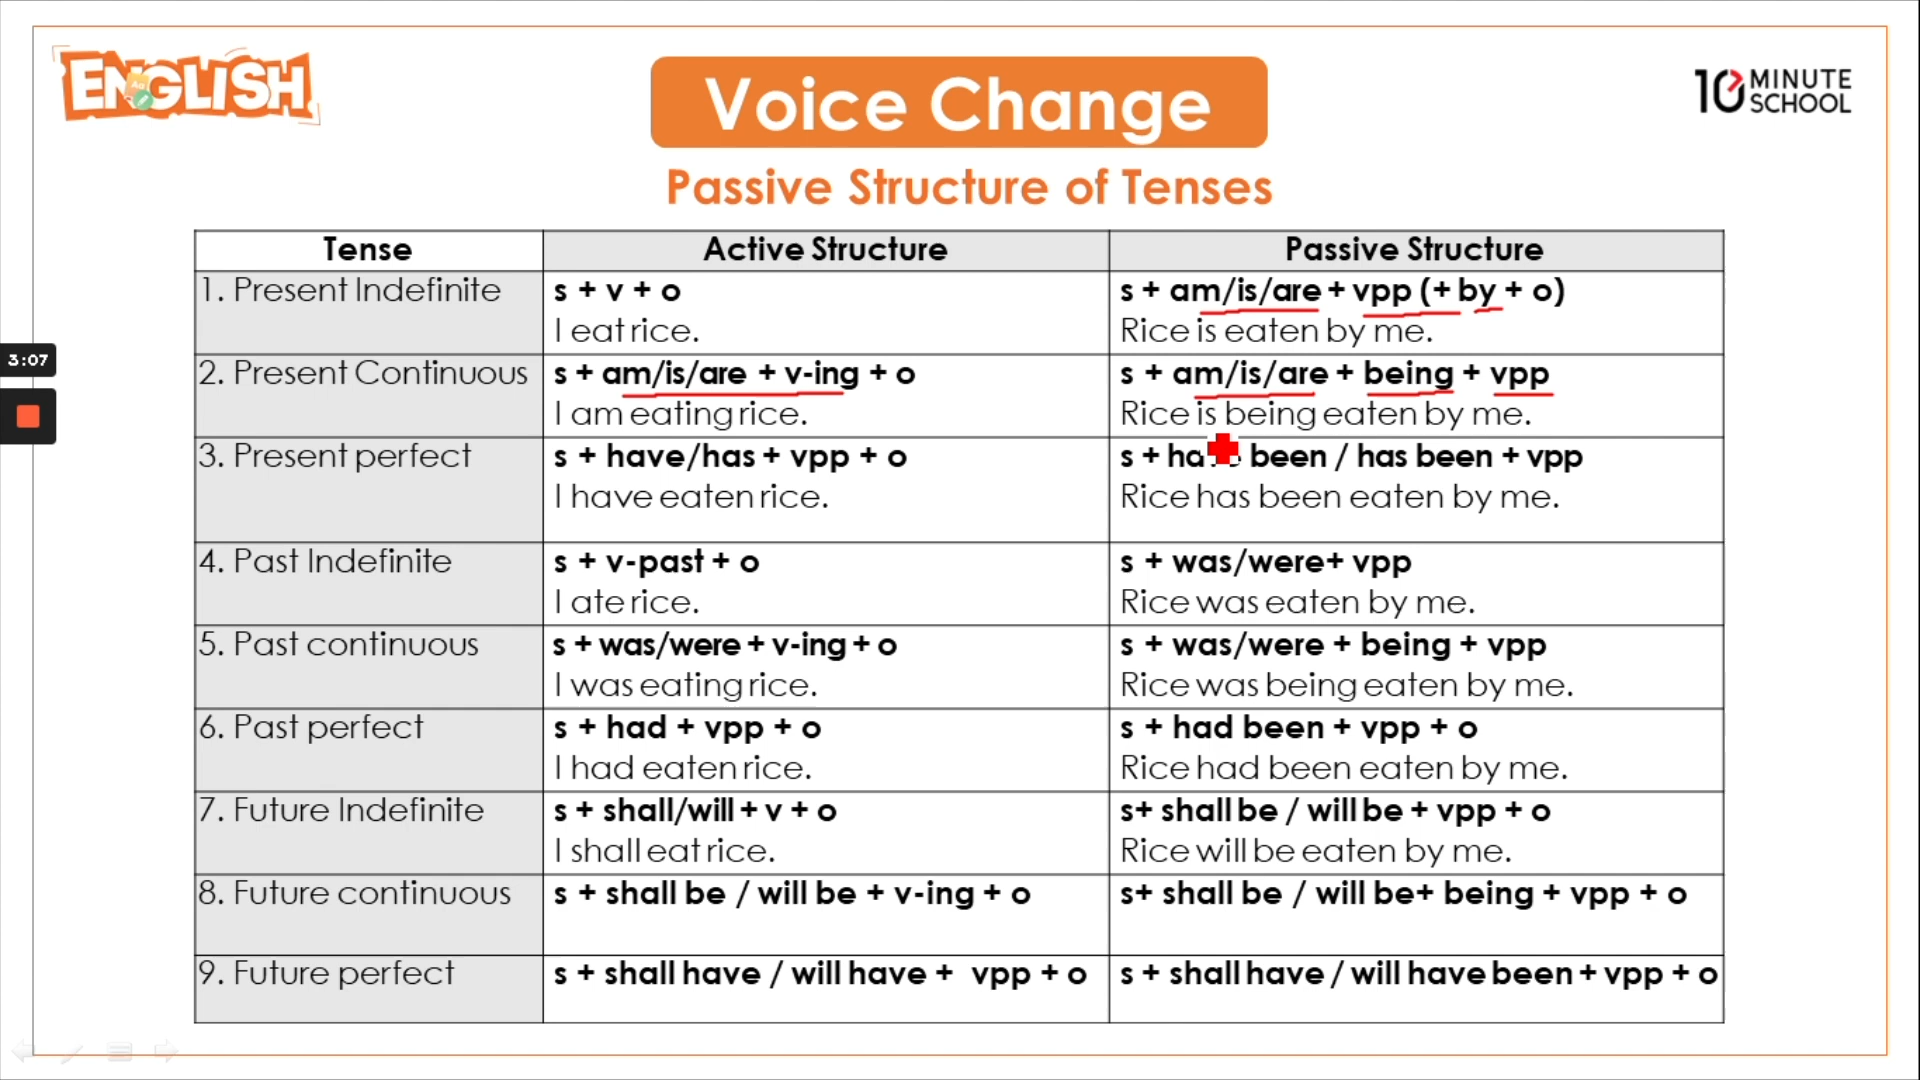 ENGLISH
Voice Change
10 MINUTE
SCHOOL
Passive Structure of Tenses
Tense Active Structure Passive Structure
1. Present Indefinite
s + v + o
I eat rice.
s + am/is/are + vpp (+ by + o)
Rice is eaten by me.
2. Present Continuous
s + am/is/are + v-ing + o
I am eating rice.
s + am/is/are + being + vpp
Rice is being eaten by me.
3. Present perfect
s + have/has + vpp + o
I have eaten rice.
s + been / has been + vpp
Rice has been eaten by me.
4. Past Indefinite
s + v-past + o
I ate rice.
s + was/were+ vpp
Rice was eaten by me.
5. Past continuous
s + was/were + v-ing + o
I was eating rice.
s + was/were + being + vpp
Rice was being eaten by me.
6. Past perfect
s + had + vpp + o
I had eaten rice.
s + had been + vpp + o
Rice had been eaten by me.
7. Future Indefinite
s + shall/will + v + o
I shall eat rice.
s+ shall be / will be + vpp + o
Rice will be eaten by me.
8. Future continuous
s + shall be / will be + v-ing + o
s+ shall be / will be+ being + vpp + o
9. Future perfect
s + shall have / will have + vpp + o
s + shall have / will have been + vpp + o
3:07